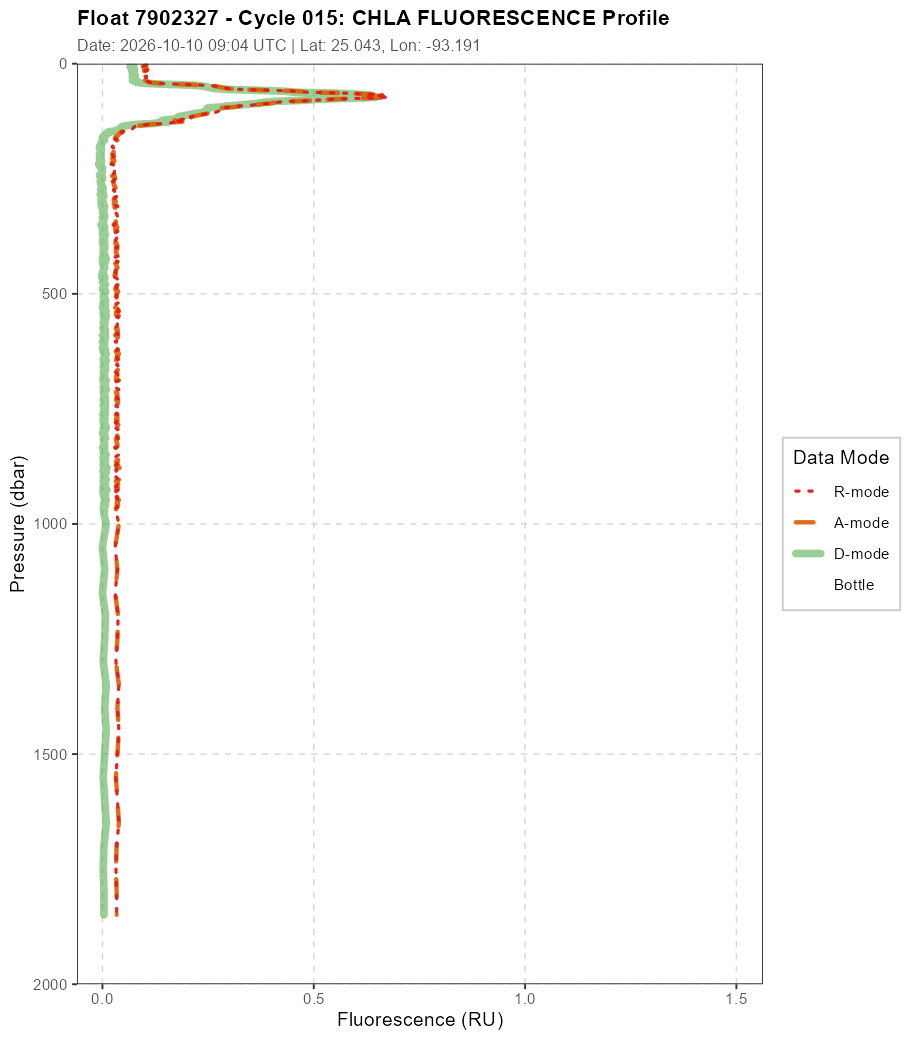 Float 7902327 - Cycle 015: CHLA FLUORESCENCE Profile
Date: 2026-10-10 09:04 UTC | Lat: 25.043, Lon: -93.191
0
500
1000
1500
2000
Pressure (dbar)
0.0 0.5 1.0 1.5
Fluorescence (RU)
Data Mode
R-mode
A-mode
D-mode
Bottle